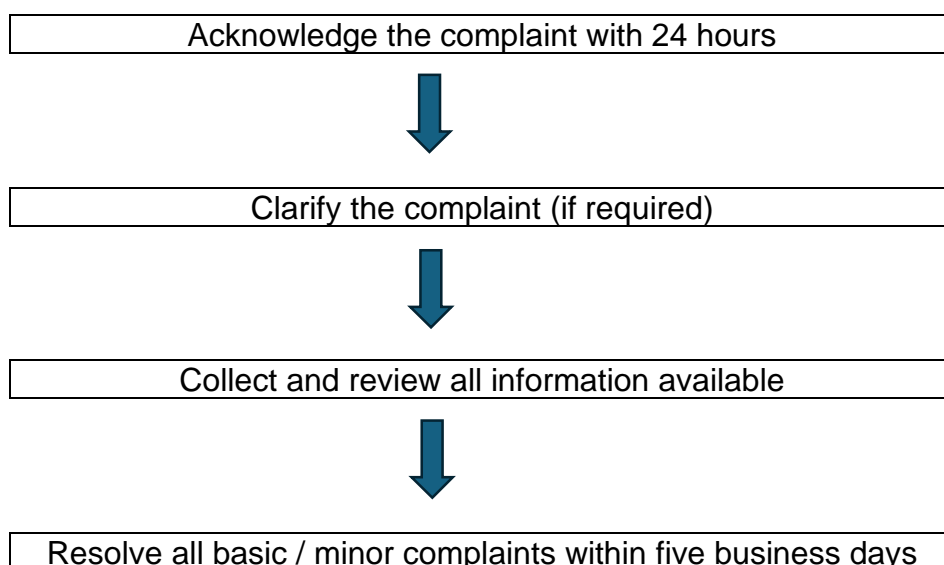 Acknowledge the complaint with 24 hours
Clarify the complaint (if required)
Collect and review all information available
Resolve all basic / minor complaints within five business days